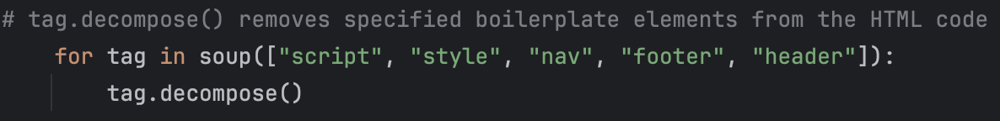 # tag.decompose() removes specified boilerplate elements from the HTML code
for tag in soup(["script", "style", "nav", "footer", "header"]):
tag.decompose()